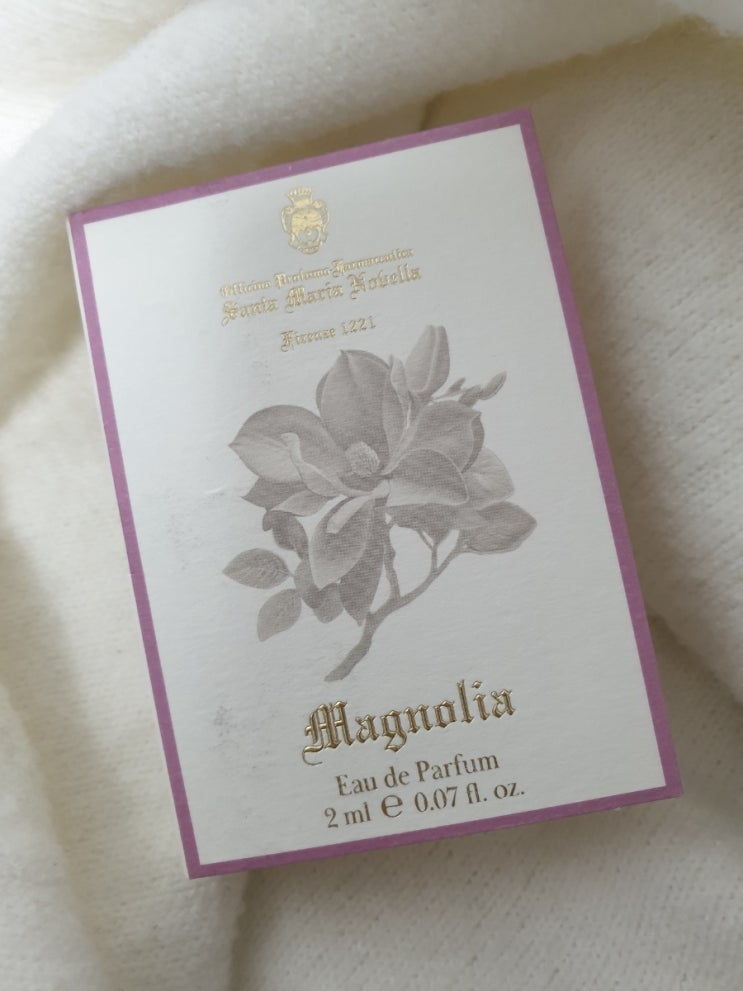 Officina Profumo-Farmaceutica
Santa Maria Novella
Firenze 1221
Magnolia
Eau de Parfum
2 ml ℮ 0.07 fl. oz.